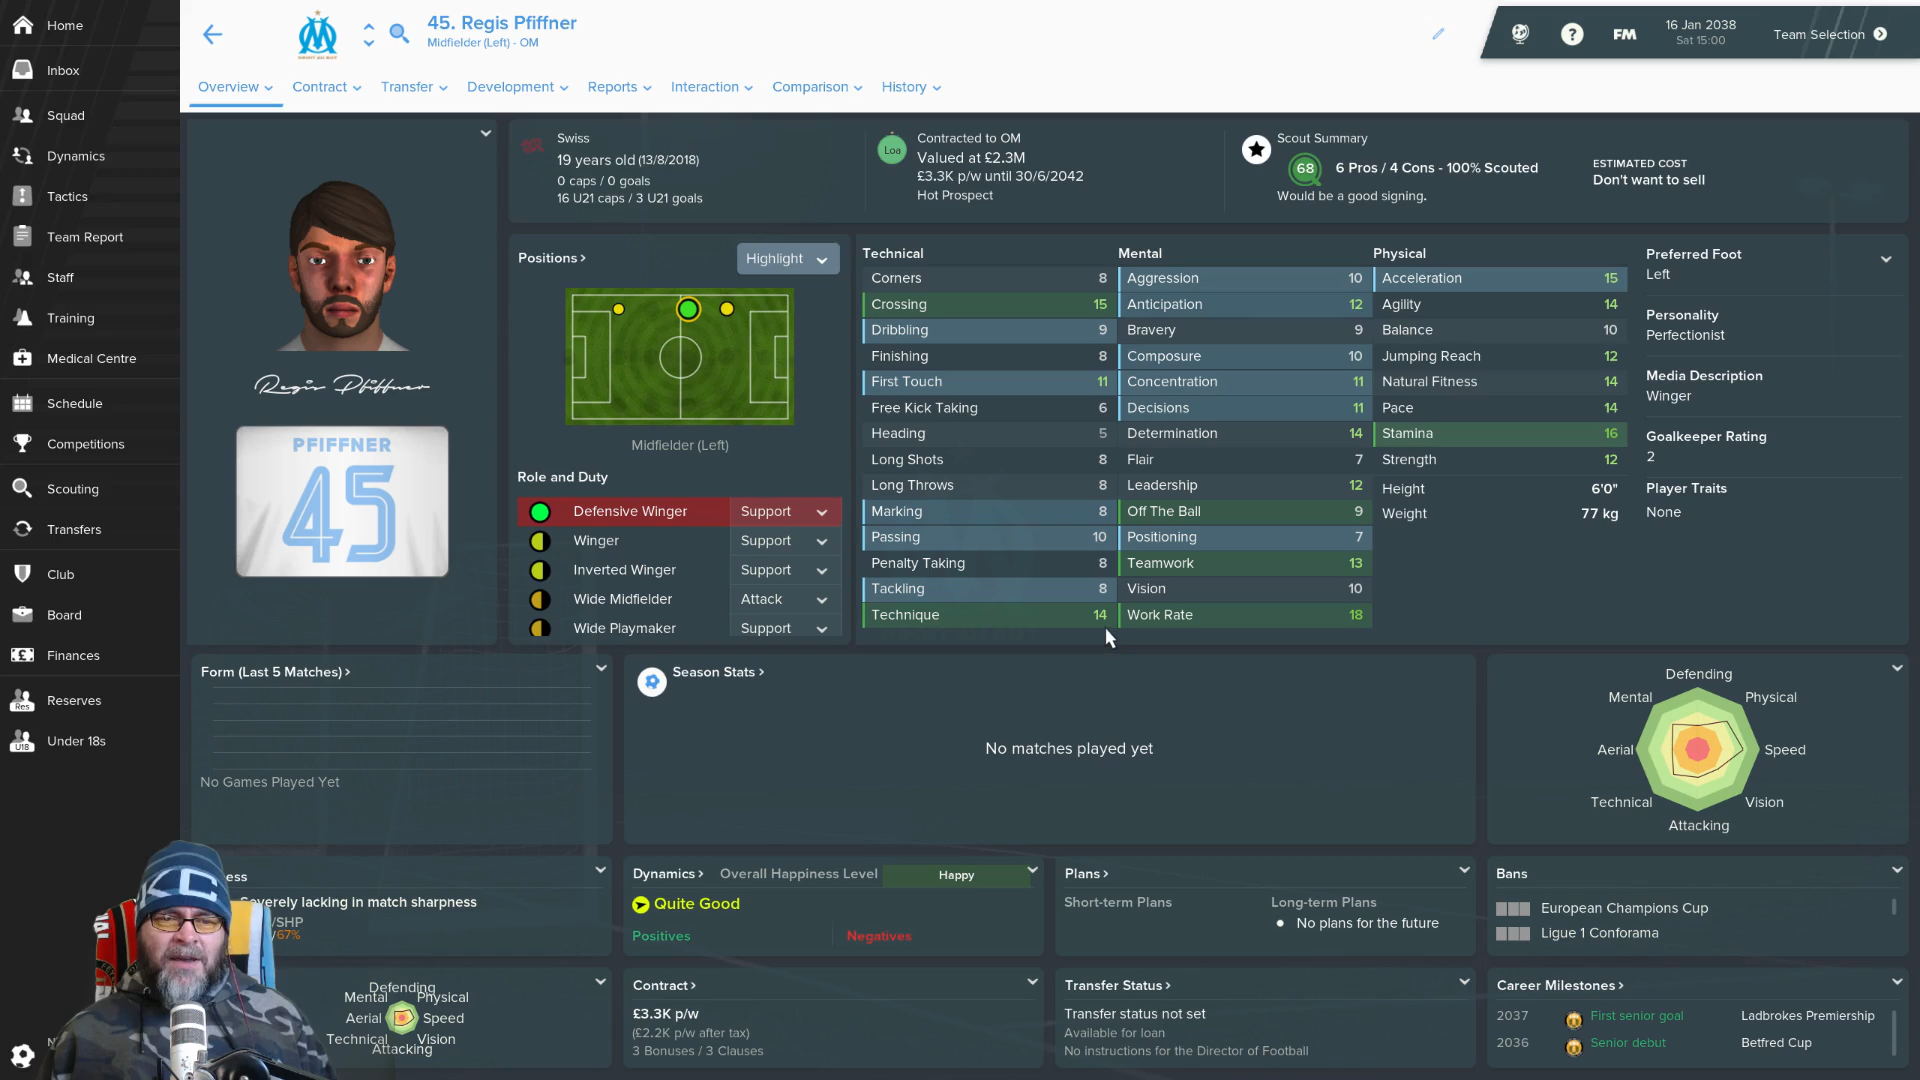 Home
Inbox
Squad
Dynamics
Tactics
Team Report
Staff
Training
Medical Centre
Schedule
Competitions
Scouting
Transfers
Club
Board
Finances
Res
Reserves
U18
Under 18s
45. Regis Pfiffner
Midfielder (Left) - OM
?
FM
16 Jan 2038
Sat 15:00
Team Selection
Overview
Contract
Transfer
Development
Reports
Interaction
Comparison
History
Regis Pfiffner
PFIFFNER
45
Swiss
19 years old (13/8/2018)
0 caps / 0 goals
16 U21 caps / 3 U21 goals
Loa
Contracted to OM
Valued at £2.3M
£3.3K p/w until 30/6/2042
Hot Prospect
Scout Summary
68
6 Pros / 4 Cons - 100% Scouted
Would be a good signing.
ESTIMATED COST
Don't want to sell
Positions >
Highlight
Midfielder (Left)
Role and Duty
Defensive Winger Support
Winger Support
Inverted Winger Support
Wide Midfielder Attack
Wide Playmaker Support
Technical
Corners 8
Crossing 15
Dribbling 9
Finishing 8
First Touch 11
Free Kick Taking 6
Heading 5
Long Shots 8
Long Throws 8
Marking 8
Passing 10
Penalty Taking 8
Tackling 8
Technique 14
Mental
Aggression 10
Anticipation 12
Bravery 9
Composure 10
Concentration 11
Decisions 11
Determination 14
Flair 7
Leadership 12
Off The Ball 9
Positioning 7
Teamwork 13
Vision 10
Work Rate 18
Physical
Acceleration 15
Agility 14
Balance 10
Jumping Reach 12
Natural Fitness 14
Pace 14
Stamina 16
Strength 12
Height 6'0"
Weight 77 kg
Preferred Foot
Left
Personality
Perfectionist
Media Description
Winger
Goalkeeper Rating
2
Player Traits
None
Form (Last 5 Matches) >
No Games Played Yet
Season Stats >
No matches played yet
Defending
Mental
Physical
Aerial
Speed
Technical
Vision
Attacking
ess
Severely lacking in match sharpness
/SHP
/67%
Dynamics >
Overall Happiness Level
Happy
Quite Good
Positives
Negatives
Plans >
Short-term Plans
Long-term Plans
No plans for the future
Bans
European Champions Cup
Ligue 1 Conforama
Defending
Mental
Physical
Aerial
Speed
Technical
Vision
Attacking
Contract >
£3.3K p/w
(£2.2K p/w after tax)
3 Bonuses / 3 Clauses
Transfer Status >
Transfer status not set
Available for loan
No instructions for the Director of Football
Career Milestones >
2037 First senior goal Ladbrokes Premiership
2036 Senior debut Betfred Cup